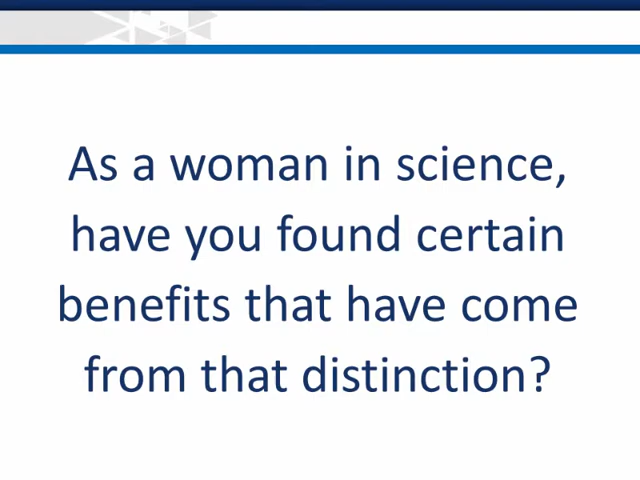 As a woman in science,
have you found certain
benefits that have come
from that distinction?